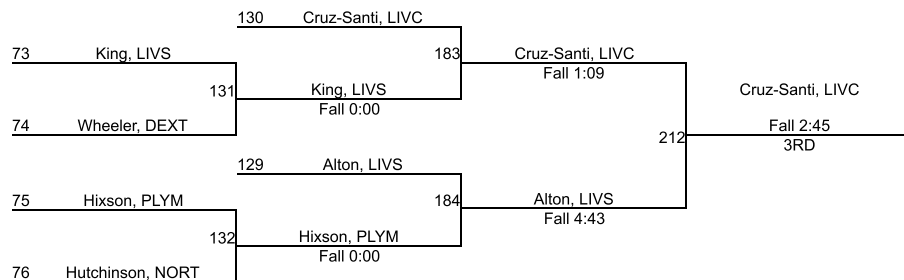 130 Cruz-Santi, LIVC
73 King, LIVS
183 Cruz-Santi, LIVC
Fall 1:09
131 King, LIVS
Fall 0:00
Cruz-Santi, LIVC
74 Wheeler, DEXT
212 Fall 2:45
3RD
129 Alton, LIVS
75 Hixson, PLYM
184 Alton, LIVS
Fall 4:43
132 Hixson, PLYM
Fall 0:00
76 Hutchinson, NORT